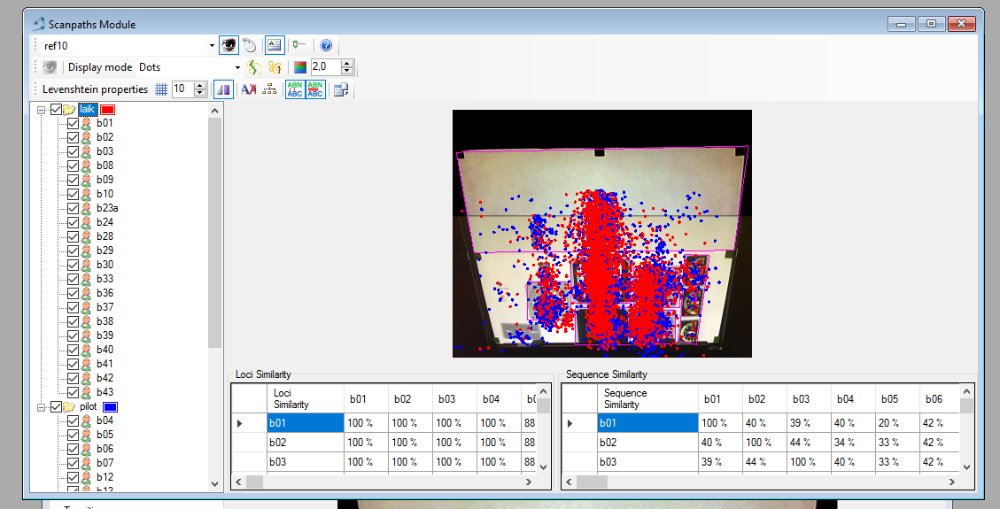 Scanpaths Module
ref10
Display mode Dots 2.0
Levenshtein properties 10
aik
b01
b02
b03
b08
b09
b10
b23a
b24
b28
b29
b30
b33
b36
b37
b38
b39
b40
b41
b42
b43
pilot
b04
b05
b06
b07
b12
b13
Loci Similarity
Loci Similarity b01 b02 b03 b04
b01 100 % 100 % 100 % 100 % 88
b02 100 % 100 % 100 % 100 % 88
b03 100 % 100 % 100 % 100 % 88
Sequence Similarity
Sequence Similarity b01 b02 b03 b04 b05 b06
b01 100 % 40 % 39 % 40 % 20 % 42 %
b02 40 % 100 % 44 % 34 % 33 % 42 %
b03 39 % 44 % 100 % 40 % 33 % 42 %